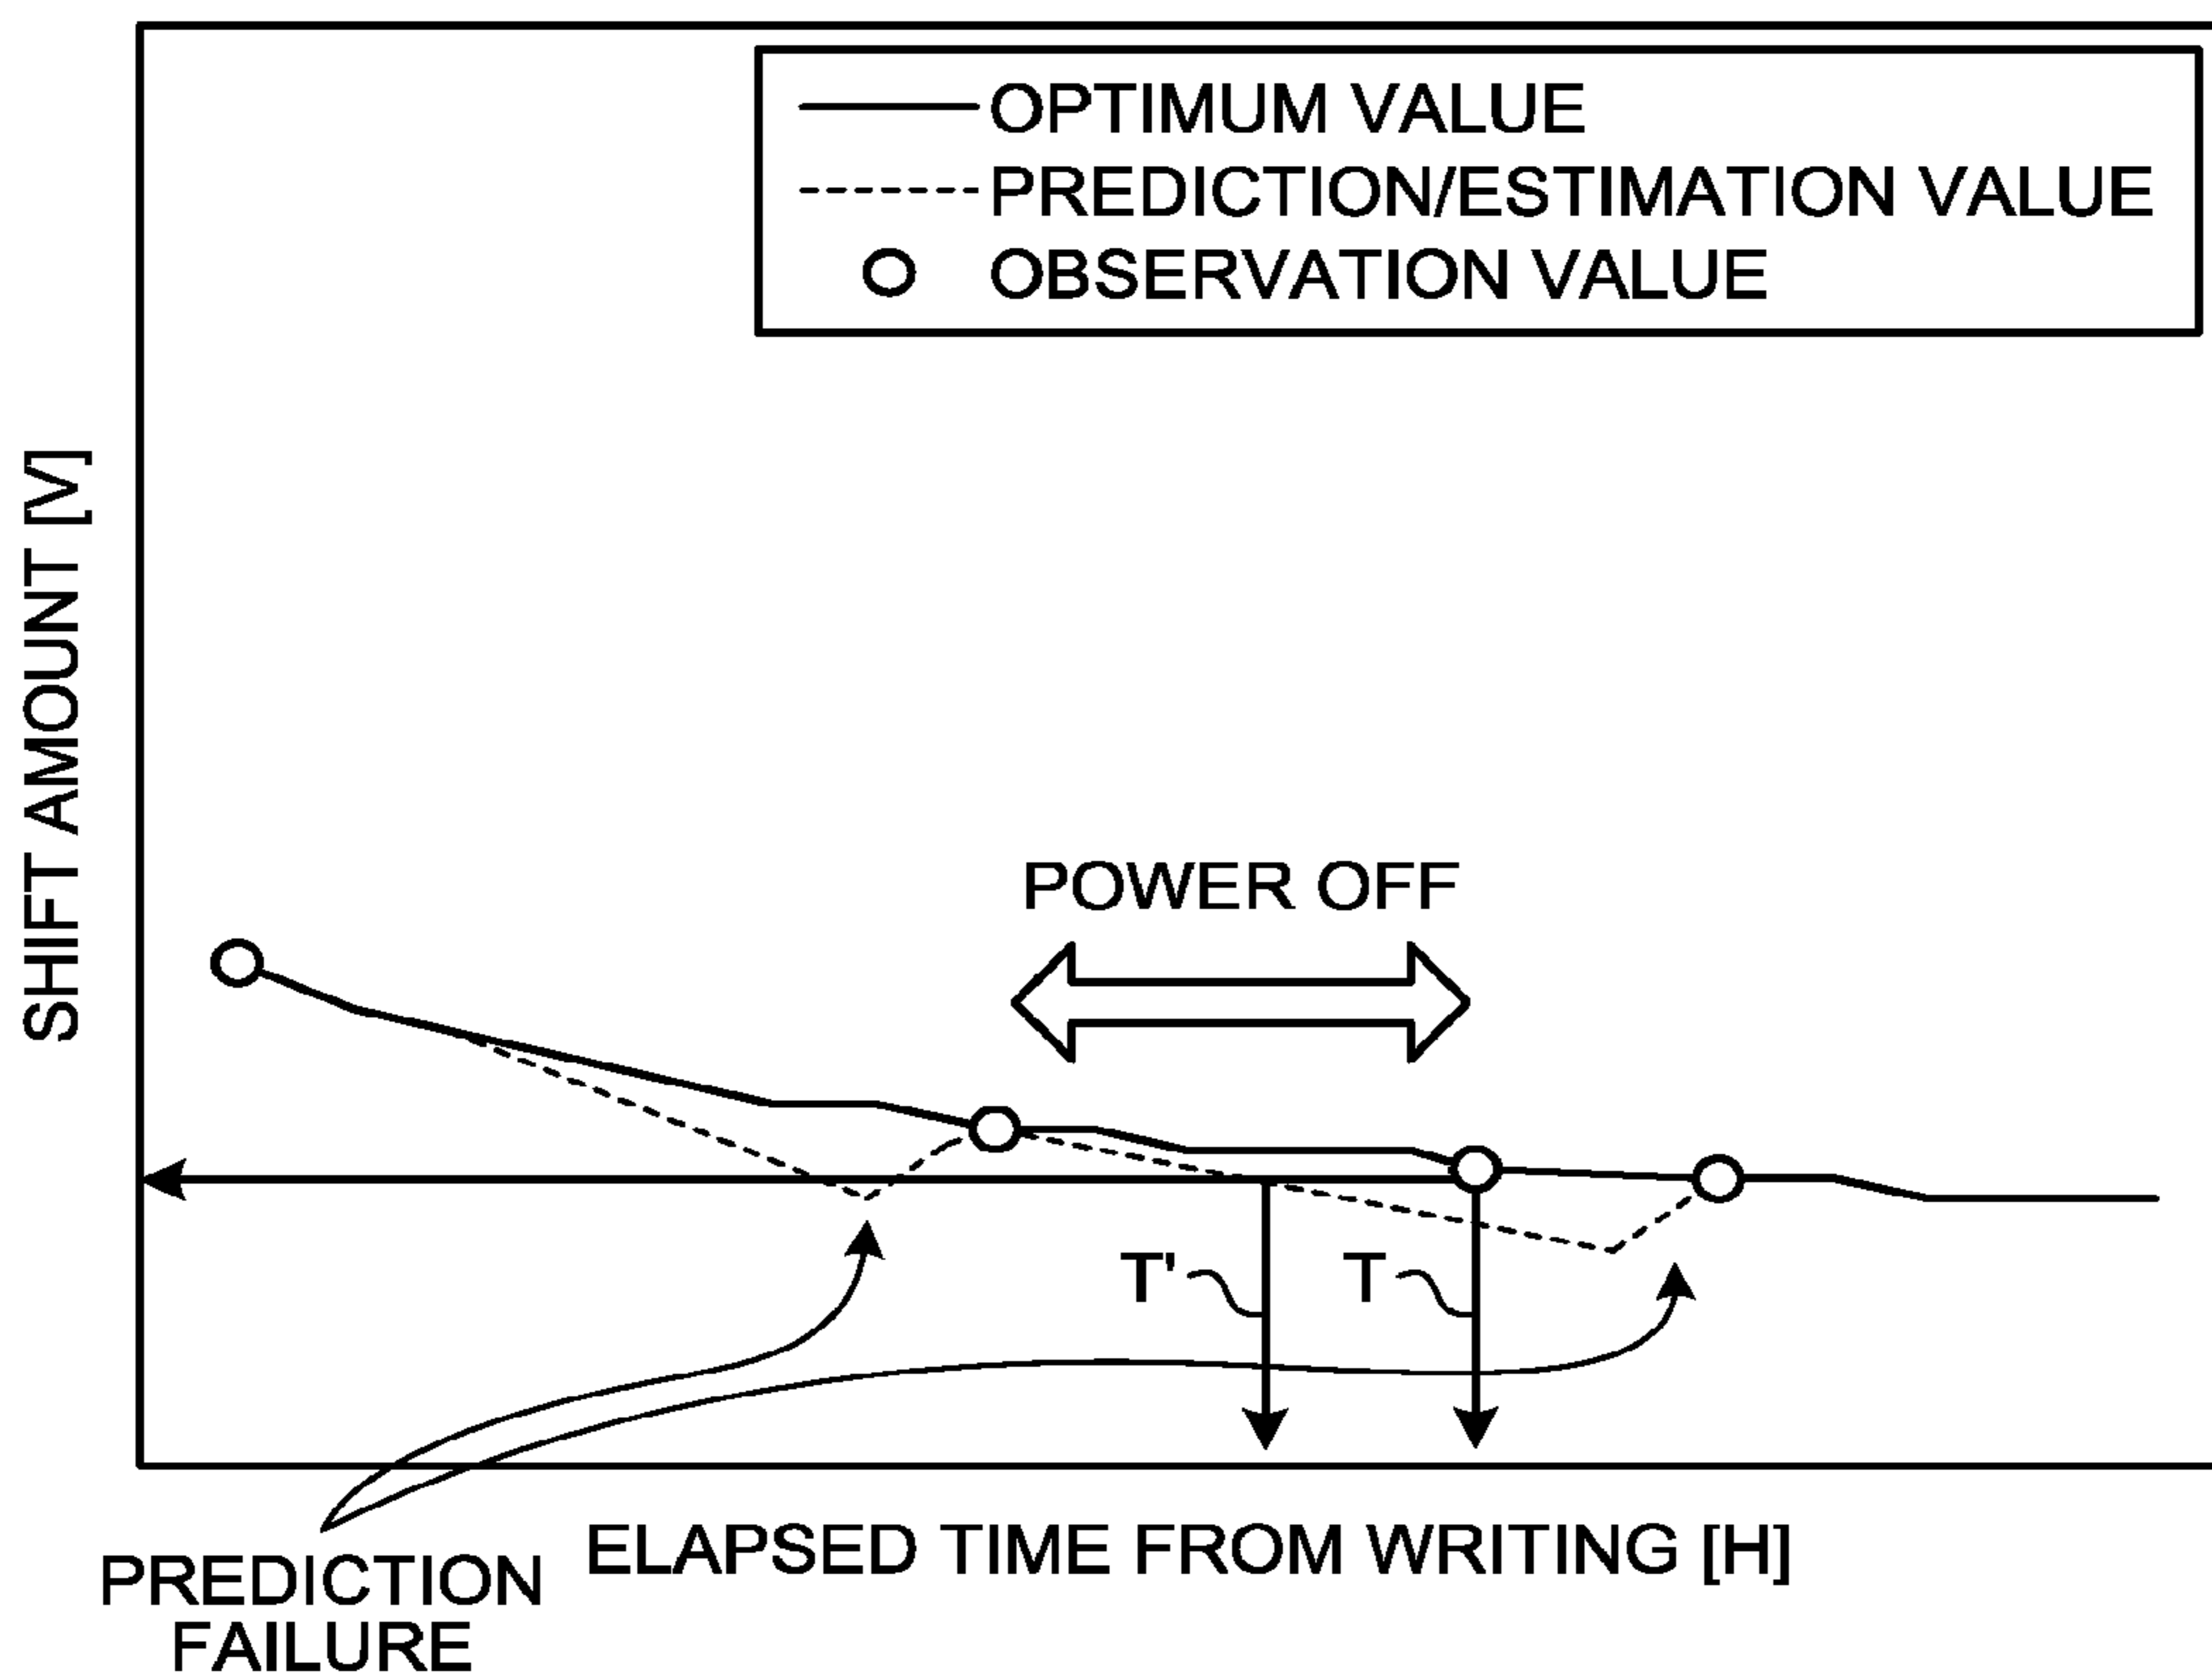 OPTIMUM VALUE
PREDICTION/ESTIMATION VALUE
OBSERVATION VALUE
SHIFT AMOUNT [V]
POWER OFF
T'
T
ELAPSED TIME FROM WRITING [H]
PREDICTION
FAILURE